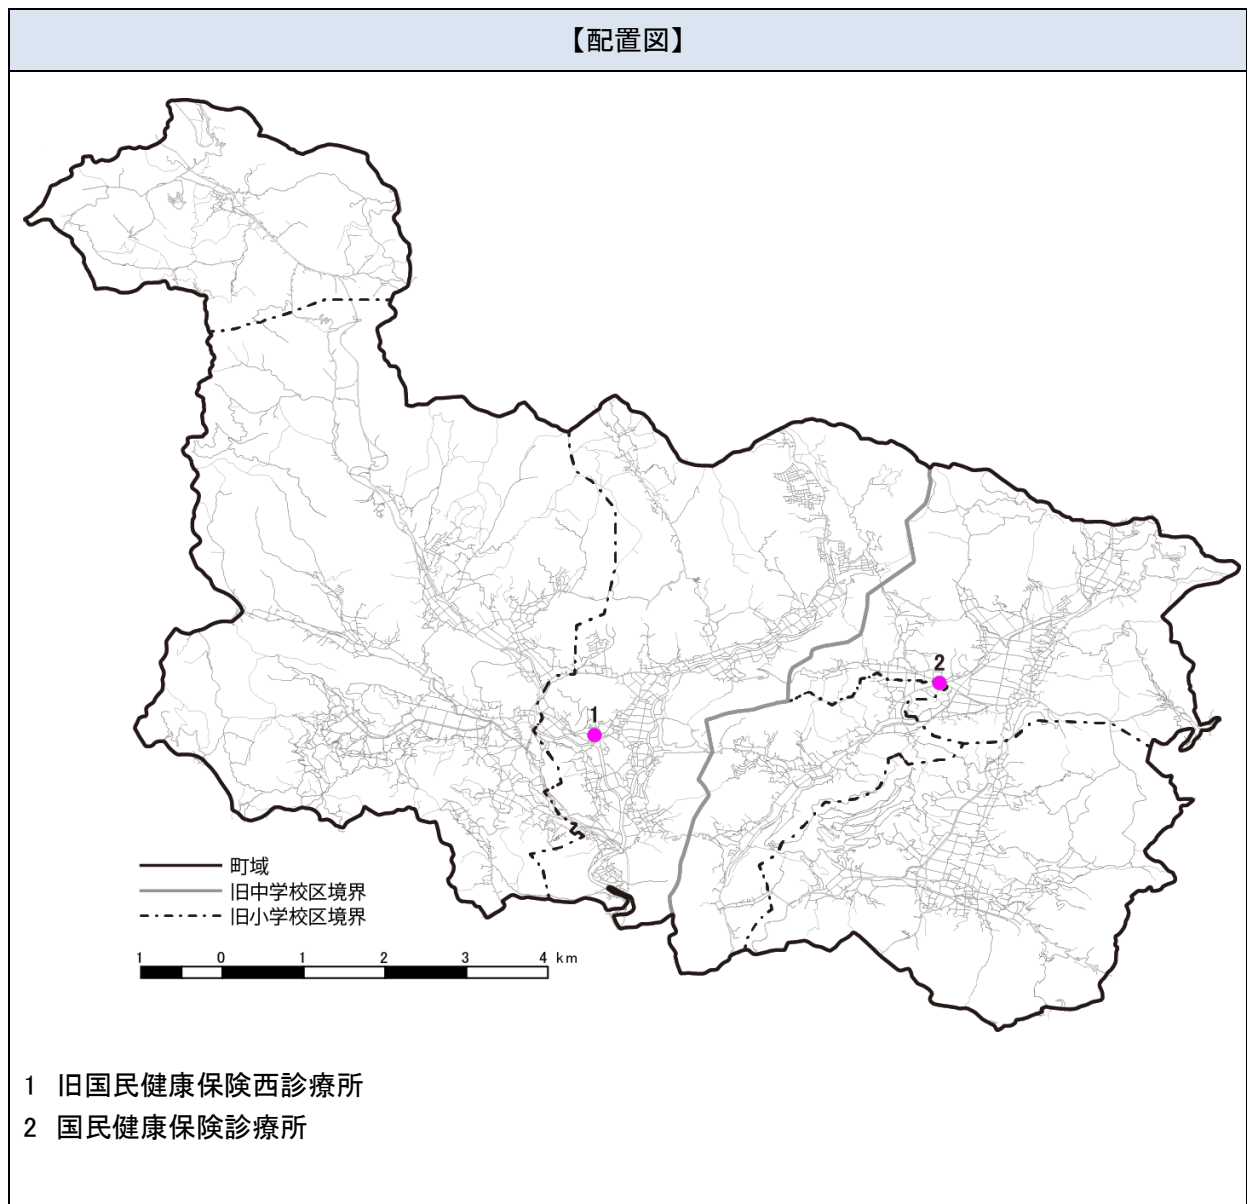 【配置図】
2
1
町域
旧中学校区境界
旧小学校区境界
1 0 1 2 3 4 km
1 旧国民健康保険西診療所
2 国民健康保険診療所